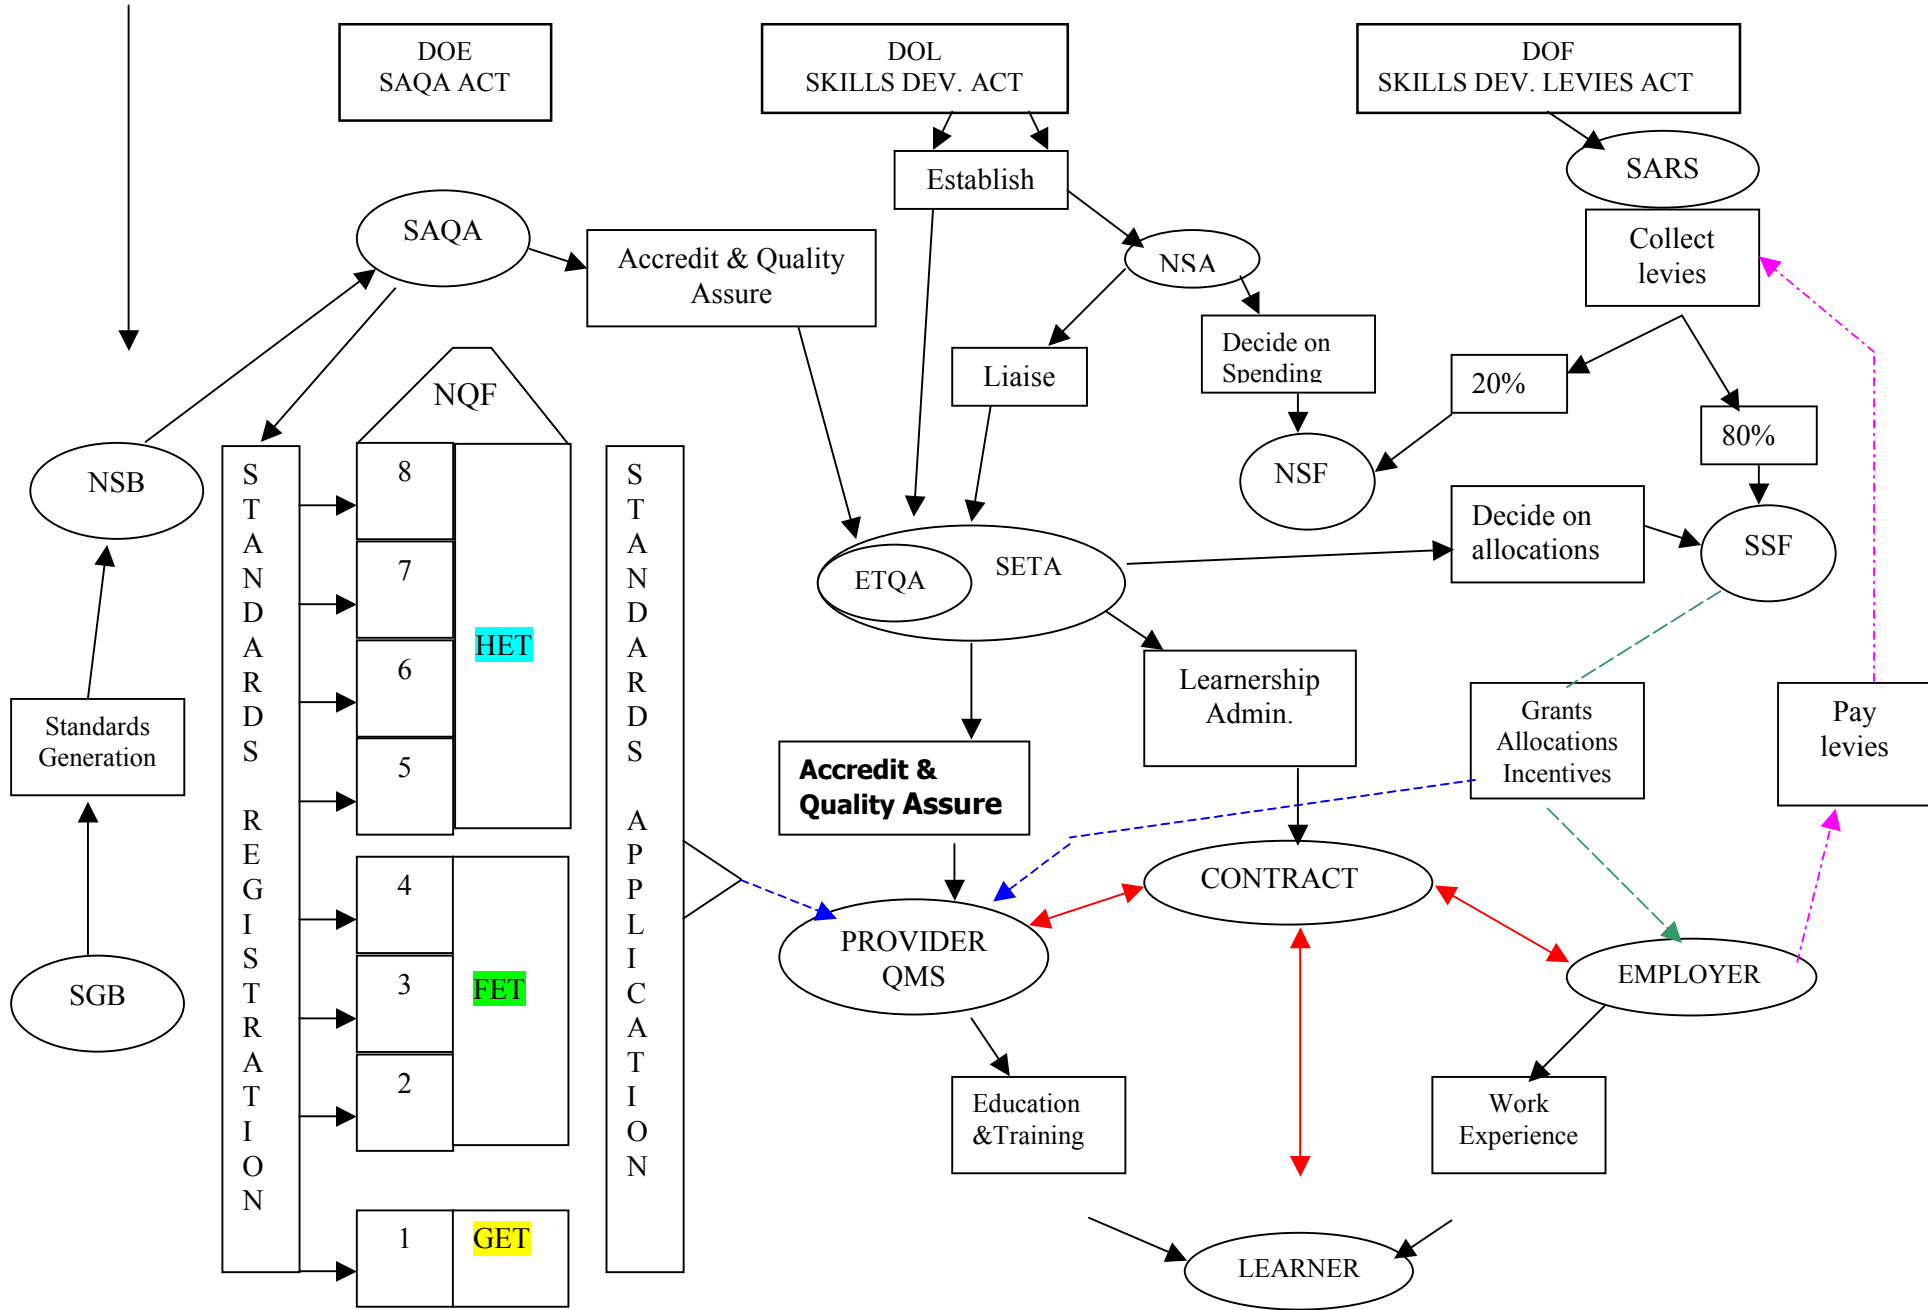 DOE
SAQA ACT
DOL
SKILLS DEV. ACT
DOF
SKILLS DEV. LEVIES ACT
Establish
SARS
SAQA
Accredit & Quality
Assure
NSA
Collect
levies
Liaise
Decide on
Spending
20%
80%
NQF
NSB
NSF
SSF
Decide on
allocations
STANDARDS REGISTRATION
8
7
6
5
HET
4
3
2
FET
1
GET
STANDARDS APPLICATION
ETQA
SETA
Standards
Generation
SGB
Learnership
Admin.
Accredit &
Quality Assure
Grants
Allocations
Incentives
Pay
levies
CONTRACT
PROVIDER
QMS
EMPLOYER
Education
&Training
Work
Experience
LEARNER